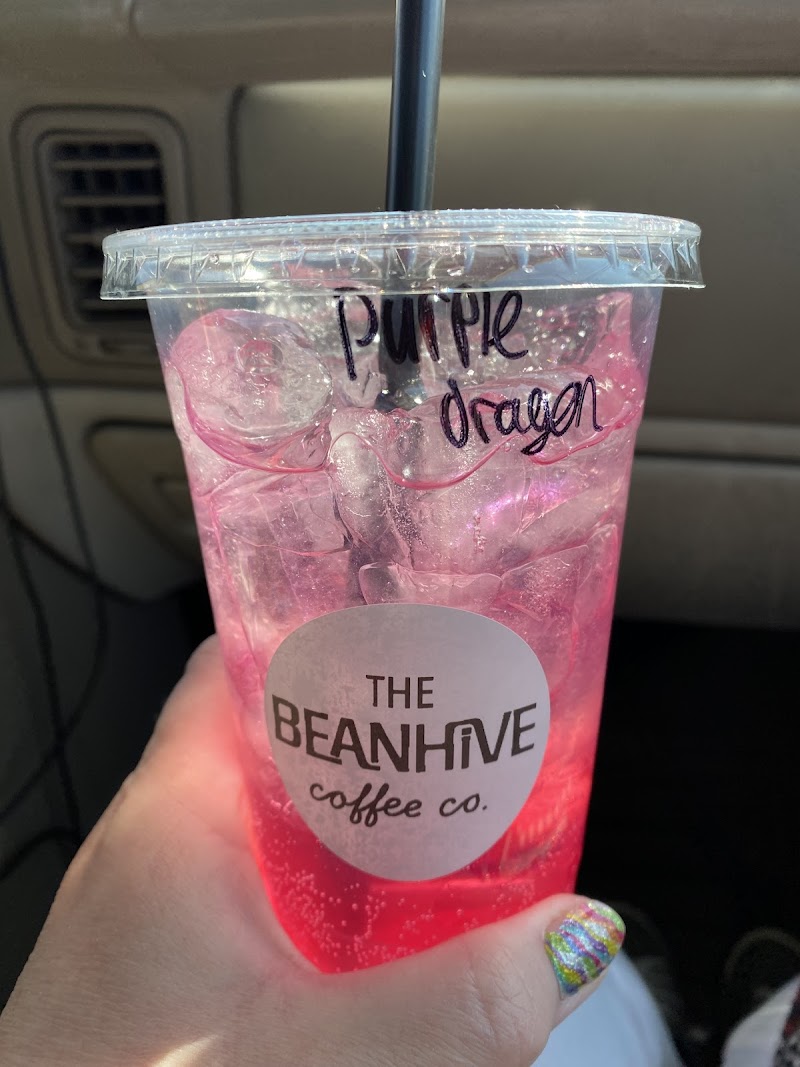 purple
dragon
THE
BEANHiVE
coffee co.